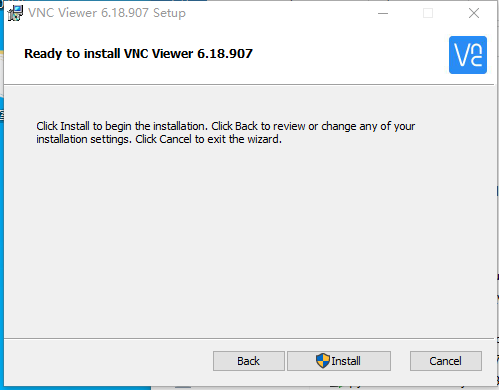 VNC Viewer 6.18.907 Setup
Ready to install VNC Viewer 6.18.907
Click Install to begin the installation. Click Back to review or change any of your
installation settings. Click Cancel to exit the wizard.
Back
Install
Cancel